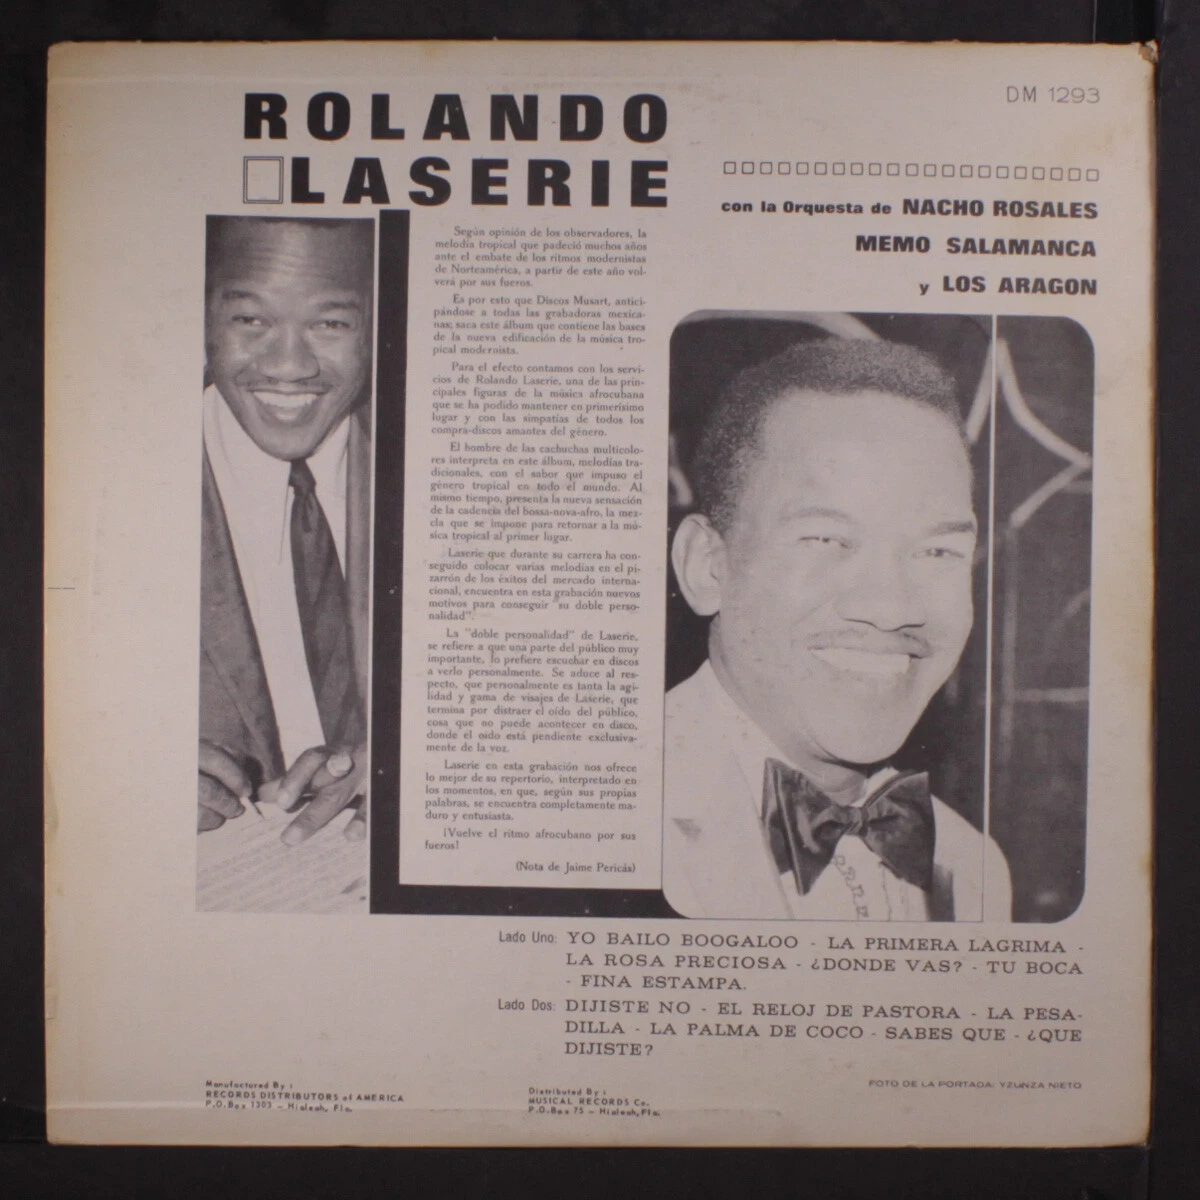 DM 1293
ROLANDO
LASERIE
con la Orquesta de NACHO ROSALES
MEMO SALAMANCA
y LOS ARAGON
Según opinión de los observadores, la
melodía tropical que padeció muchos años
ante el embate de los ritmos modernistas
de Norteamérica, a partir de este año vol-
verá por sus fueros.
Es por esto que Discos Musart, antici-
pándose a todas las grabadoras mexica-
nas; saca este álbum que contiene las bases
de la nueva edificación de la música tro-
pical modernista.
Para el efecto contamos con los servi-
cios de Rolando Laserie, una de las prin-
cipales figuras de la música afrocubana
que se ha podido mantener en primerísimo
lugar y con las simpatías de todos los
compra-discos amantes del género.
El hombre de las cachuchas multicolo-
res interpreta en este álbum, melodías tra-
dicionales, con el sabor que impuso el
género tropical en todo el mundo. Al
mismo tiempo, presenta la nueva sensación
de la cadencia del bossa-nova-afro, la mez-
cla que se impone para retornar a la mú-
sica tropical al primer lugar.
Laserie que durante su carrera ha con-
seguido colocar varias melodías en el pi-
zarrón de los éxitos del mercado interna-
cional, encuentra en esta grabación nuevos
motivos para conseguir "su doble perso-
nalidad".
La "doble personalidad" de Laserie,
se refiere a que una parte del público muy
importante, lo prefiere escuchar en discos
a verlo personalmente. Se aduce al res-
pecto, que personalmente es tanta la agi-
lidad y gama de visajes de Laserie, que
termina por distraer el oído del público,
cosa que no puede acontecer en disco,
donde el oído está pendiente exclusiva-
mente de la voz.
Laserie en esta grabación nos ofrece
lo mejor de su repertorio, interpretado en
los momentos, en que, según sus propias
palabras, se encuentra completamente ma-
duro y entusiasta.
¡Vuelve el ritmo afrocubano por sus
fueros!
(Nota de Jaime Pericás)
Lado Uno: YO BAILO BOOGALOO - LA PRIMERA LAGRIMA -
LA ROSA PRECIOSA - ¿DONDE VAS? - TU BOCA
- FINA ESTAMPA.
Lado Dos: DIJISTE NO - EL RELOJ DE PASTORA - LA PESA-
DILLA - LA PALMA DE COCO - SABES QUE - ¿QUE
DIJISTE?
FOTO DE LA PORTADA: YZUNZA NIETO
Manufactured By:
RECORDS DISTRIBUTORS of AMERICA
P.O.Box 1303 - Hialeah, Fla.
Distributed By:
MUSICAL RECORDS Co.
P.O.Box 75 - Hialeah, Fla.